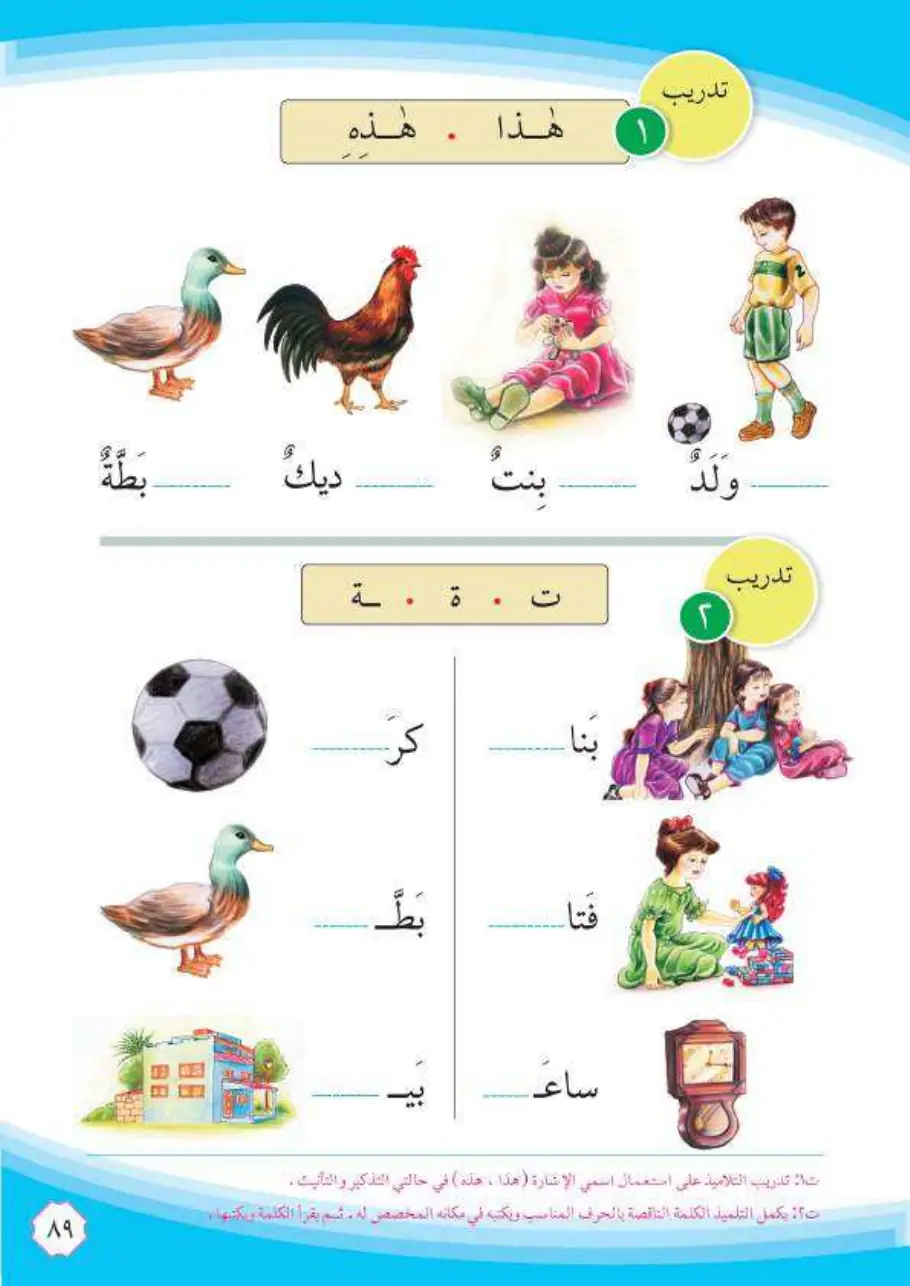 تدريب
١
هٰـذا . هٰـذِهِ
....... وَلَدٌ ....... بِنتٌ ....... ديكٌ ....... بَطَّةٌ
تدريب
٢
ت . ة . ـة
بَنا....... كرَ.......
فَتا....... بَطَّـ.......
ساعَـ....... بَيـ.......
ت١: تدريب التلاميذ على استعمال اسمي الإشارة (هذا ، هذه) في حالتي التذكير والتأنيث .
ت٢: يكمل التلميذ الكلمة الناقصة بالحرف المناسب ويكتبه في مكانه المخصص له . ثـم يقرأ الكلمة ويكتبها .
٨٩